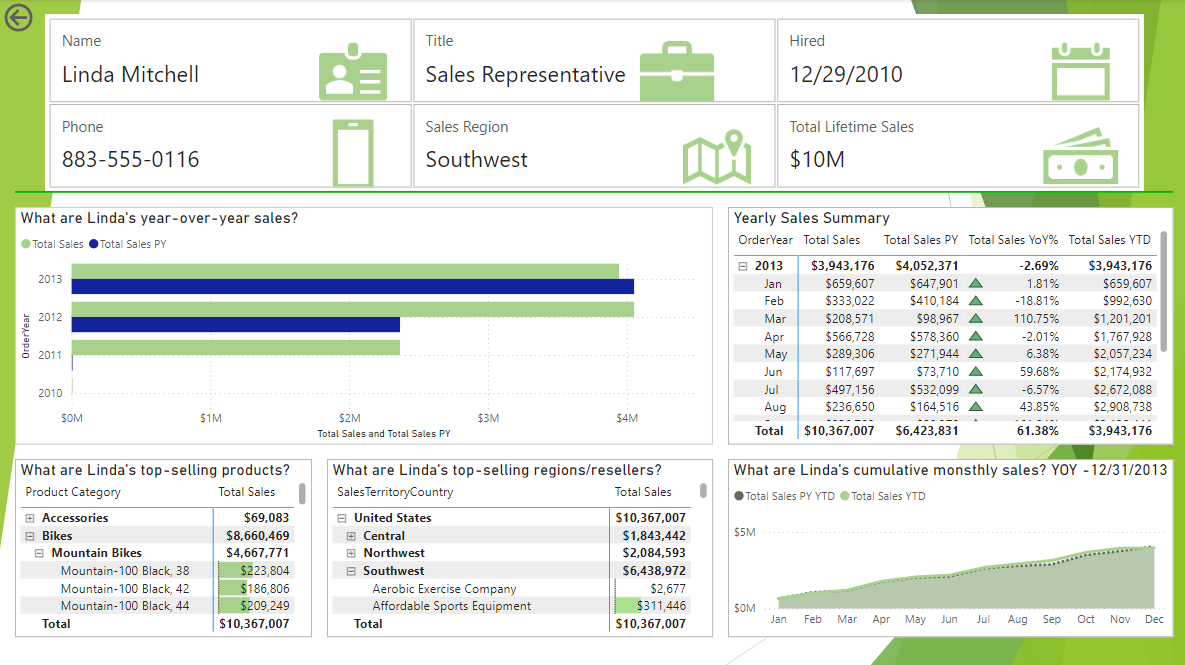 Name
Linda Mitchell
Title
Sales Representative
Hired
12/29/2010
Phone
883-555-0116
Sales Region
Southwest
Total Lifetime Sales
$10M
What are Linda's year-over-year sales?
Total Sales Total Sales PY
OrderYear
2013
2012
2011
2010
$0M $1M $2M $3M $4M
Total Sales and Total Sales PY
Yearly Sales Summary
OrderYear Total Sales Total Sales PY Total Sales YoY% Total Sales YTD
2013 $3,943,176 $4,052,371 -2.69% $3,943,176
Jan $659,607 $647,901 1.81% $659,607
Feb $333,022 $410,184 -18.81% $992,630
Mar $208,571 $98,967 110.75% $1,201,201
Apr $566,728 $578,360 -2.01% $1,767,928
May $289,306 $271,944 6.38% $2,057,234
Jun $117,697 $73,710 59.68% $2,174,932
Jul $497,156 $532,099 -6.57% $2,672,088
Aug $236,650 $164,516 43.85% $2,908,738
Total $10,367,007 $6,423,831 61.38% $3,943,176
What are Linda's top-selling products?
Product Category Total Sales
Accessories $69,083
Bikes $8,660,469
Mountain Bikes $4,667,771
Mountain-100 Black, 38 $223,804
Mountain-100 Black, 42 $186,806
Mountain-100 Black, 44 $209,249
Total $10,367,007
What are Linda's top-selling regions/resellers?
SalesTerritoryCountry Total Sales
United States $10,367,007
Central $1,843,442
Northwest $2,084,593
Southwest $6,438,972
Aerobic Exercise Company $2,677
Affordable Sports Equipment $311,446
Total $10,367,007
What are Linda's cumulative monsthly sales? YOY -12/31/2013
Total Sales PY YTD Total Sales YTD
$5M
$0M
Jan Feb Mar Apr May Jun Jul Aug Sep Oct Nov Dec